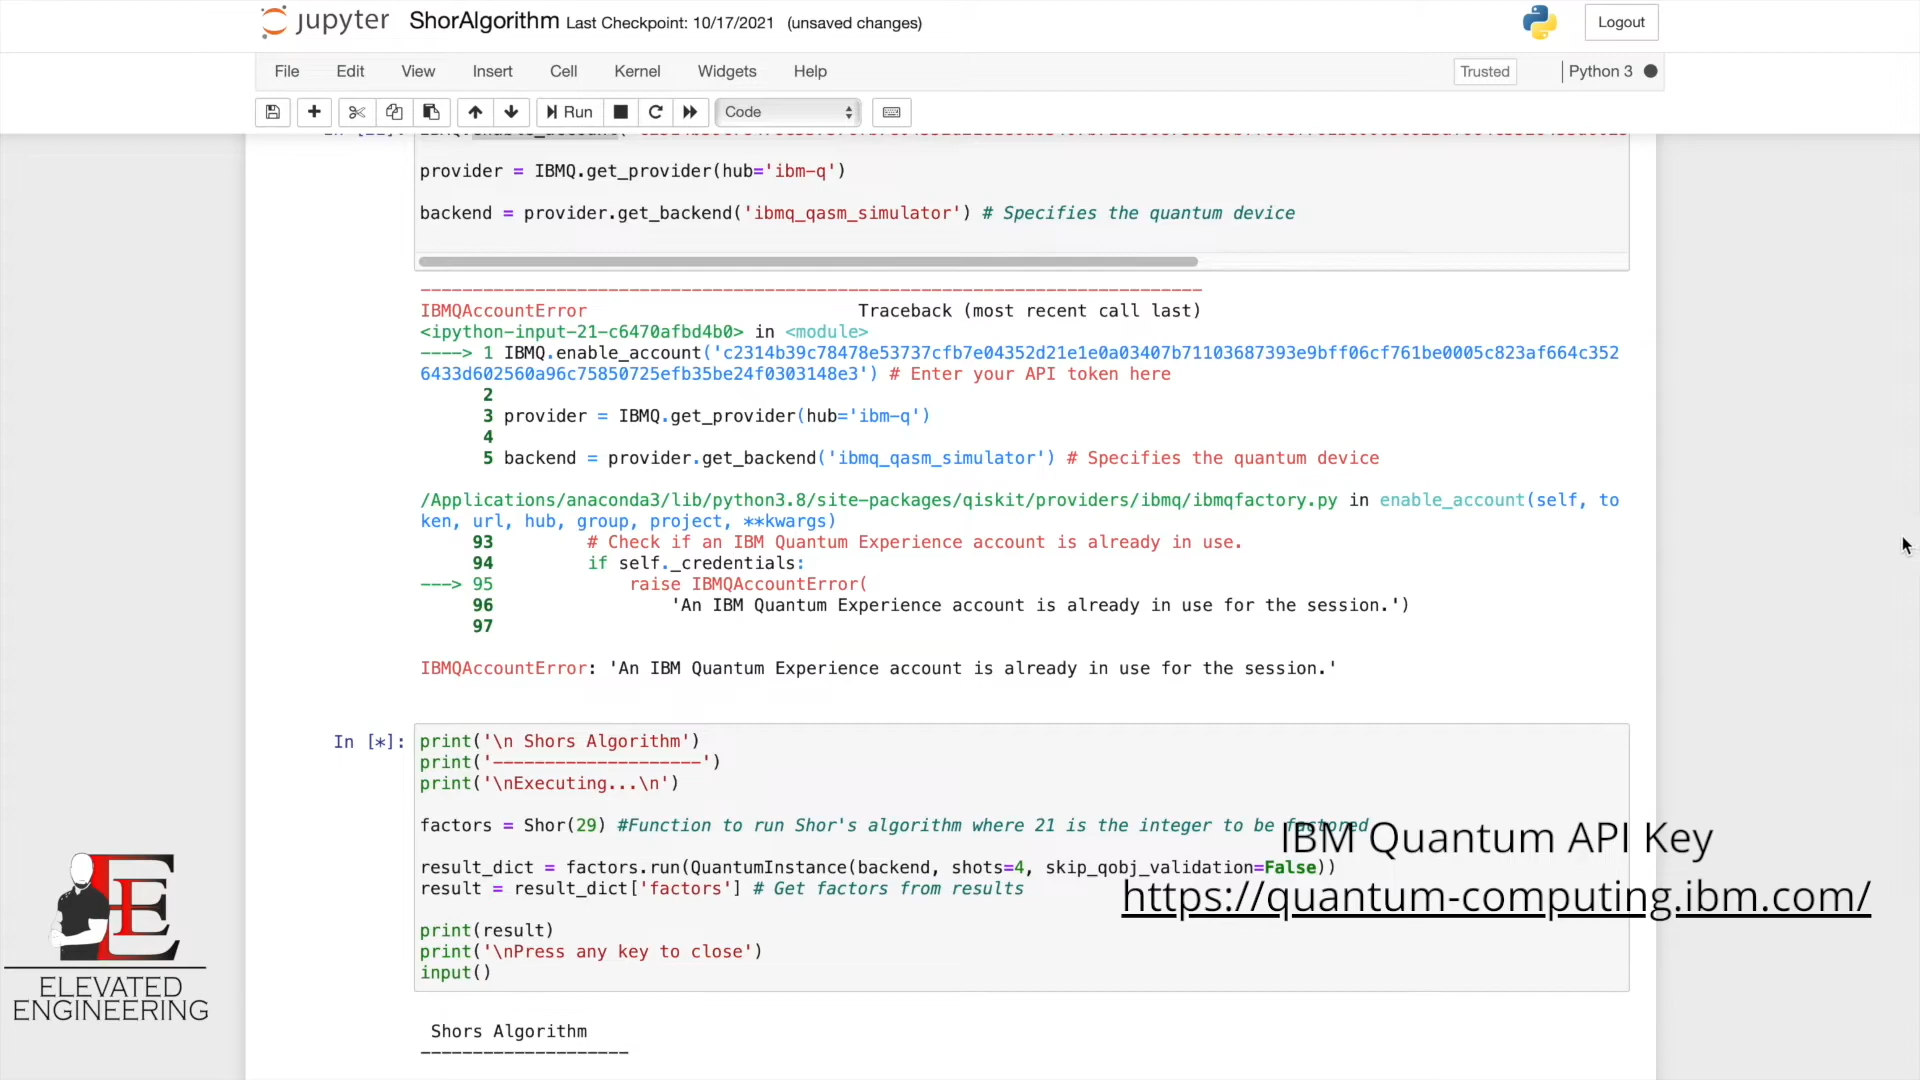 jupyter ShorAlgorithm Last Checkpoint: 10/17/2021 (unsaved changes)
Logout
File Edit View Insert Cell Kernel Widgets Help
Trusted
Python 3
Run
Code
provider = IBMQ.get_provider(hub='ibm-q')
backend = provider.get_backend('ibmq_qasm_simulator') # Specifies the quantum device
---------------------------------------------------------------------------
IBMQAccountError Traceback (most recent call last)
<ipython-input-21-c6470afbd4b0> in <module>
----> 1 IBMQ.enable_account('c2314b39c78478e53737cfb7e04352d21e1e0a03407b71103687393e9bff06cf761be0005c823af664c352
6433d602560a96c75850725efb35be24f0303148e3') # Enter your API token here
2
3 provider = IBMQ.get_provider(hub='ibm-q')
4
5 backend = provider.get_backend('ibmq_qasm_simulator') # Specifies the quantum device
/Applications/anaconda3/lib/python3.8/site-packages/qiskit/providers/ibmq/ibmqfactory.py in enable_account(self, to
ken, url, hub, group, project, **kwargs)
93 # Check if an IBM Quantum Experience account is already in use.
94 if self._credentials:
---> 95 raise IBMQAccountError(
96 'An IBM Quantum Experience account is already in use for the session.')
97
IBMQAccountError: 'An IBM Quantum Experience account is already in use for the session.'
In [*]: print('\n Shors Algorithm')
print('--------------------')
print('\nExecuting...\n')
factors = Shor(29) #Function to run Shor's algorithm where 21 is the integer to be factored
IBM Quantum API Key
result_dict = factors.run(QuantumInstance(backend, shots=4, skip_qobj_validation=False))
result = result_dict['factors'] # Get factors from results
https://quantum-computing.ibm.com/
print(result)
print('\nPress any key to close')
input()
E
ELEVATED
ENGINEERING
Shors Algorithm
--------------------